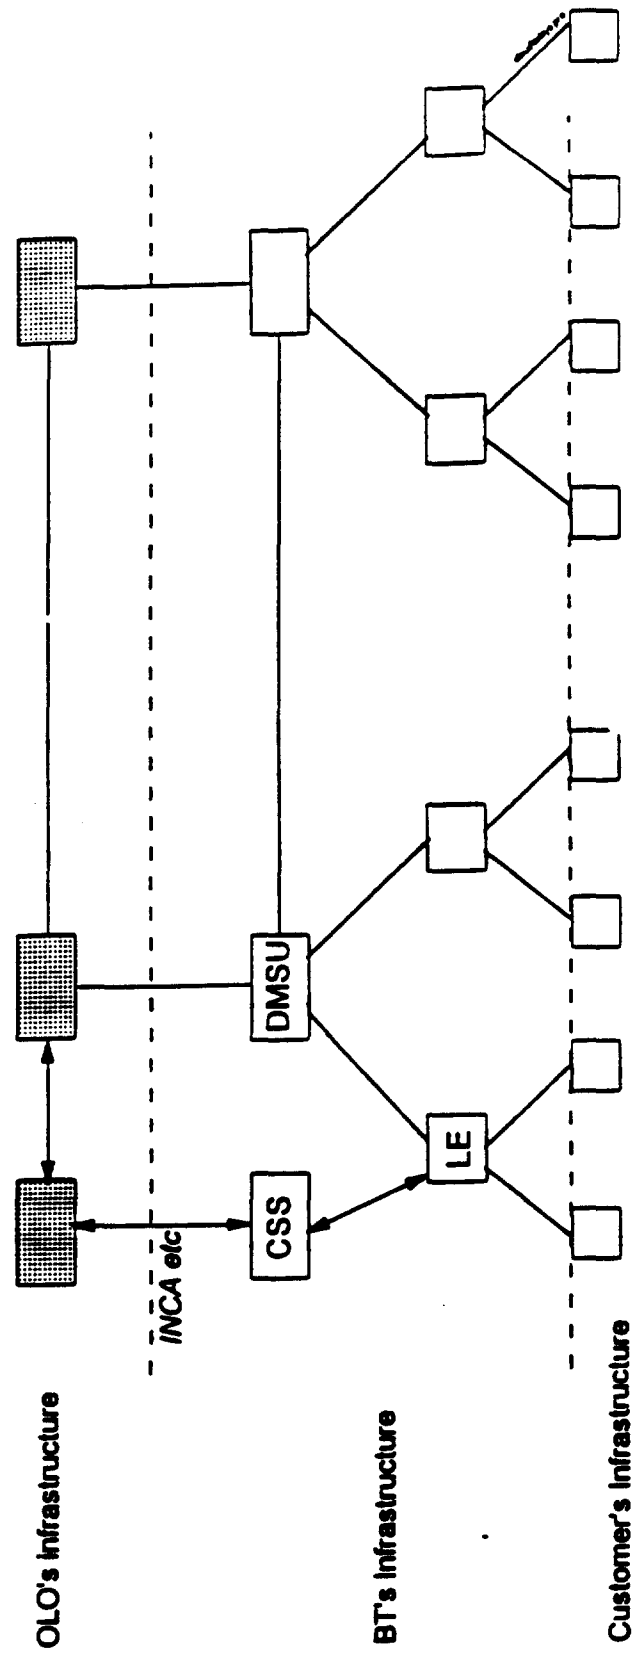 OLO's Infrastructure
INCA etc
BT's Infrastructure
CSS
DMSU
LE
Customer's Infrastructure